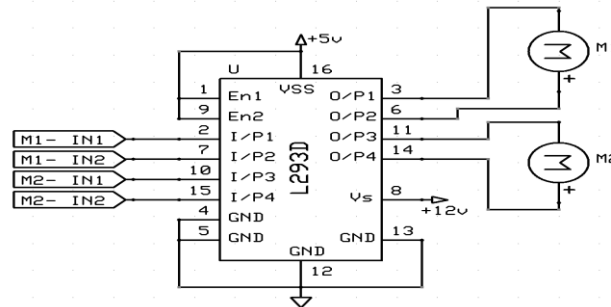 +5v
U
16
VSS
1
En1
9
En2
M1- IN1
2
I/P1
M1- IN2
7
I/P2
M2- IN1
10
I/P3
M2- IN2
15
I/P4
4
GND
5
GND
L293D
O/P1
3
O/P2
6
O/P3
11
O/P4
14
Vs
8
+12v
GND
13
GND
12
M
M
+
M
M2
+